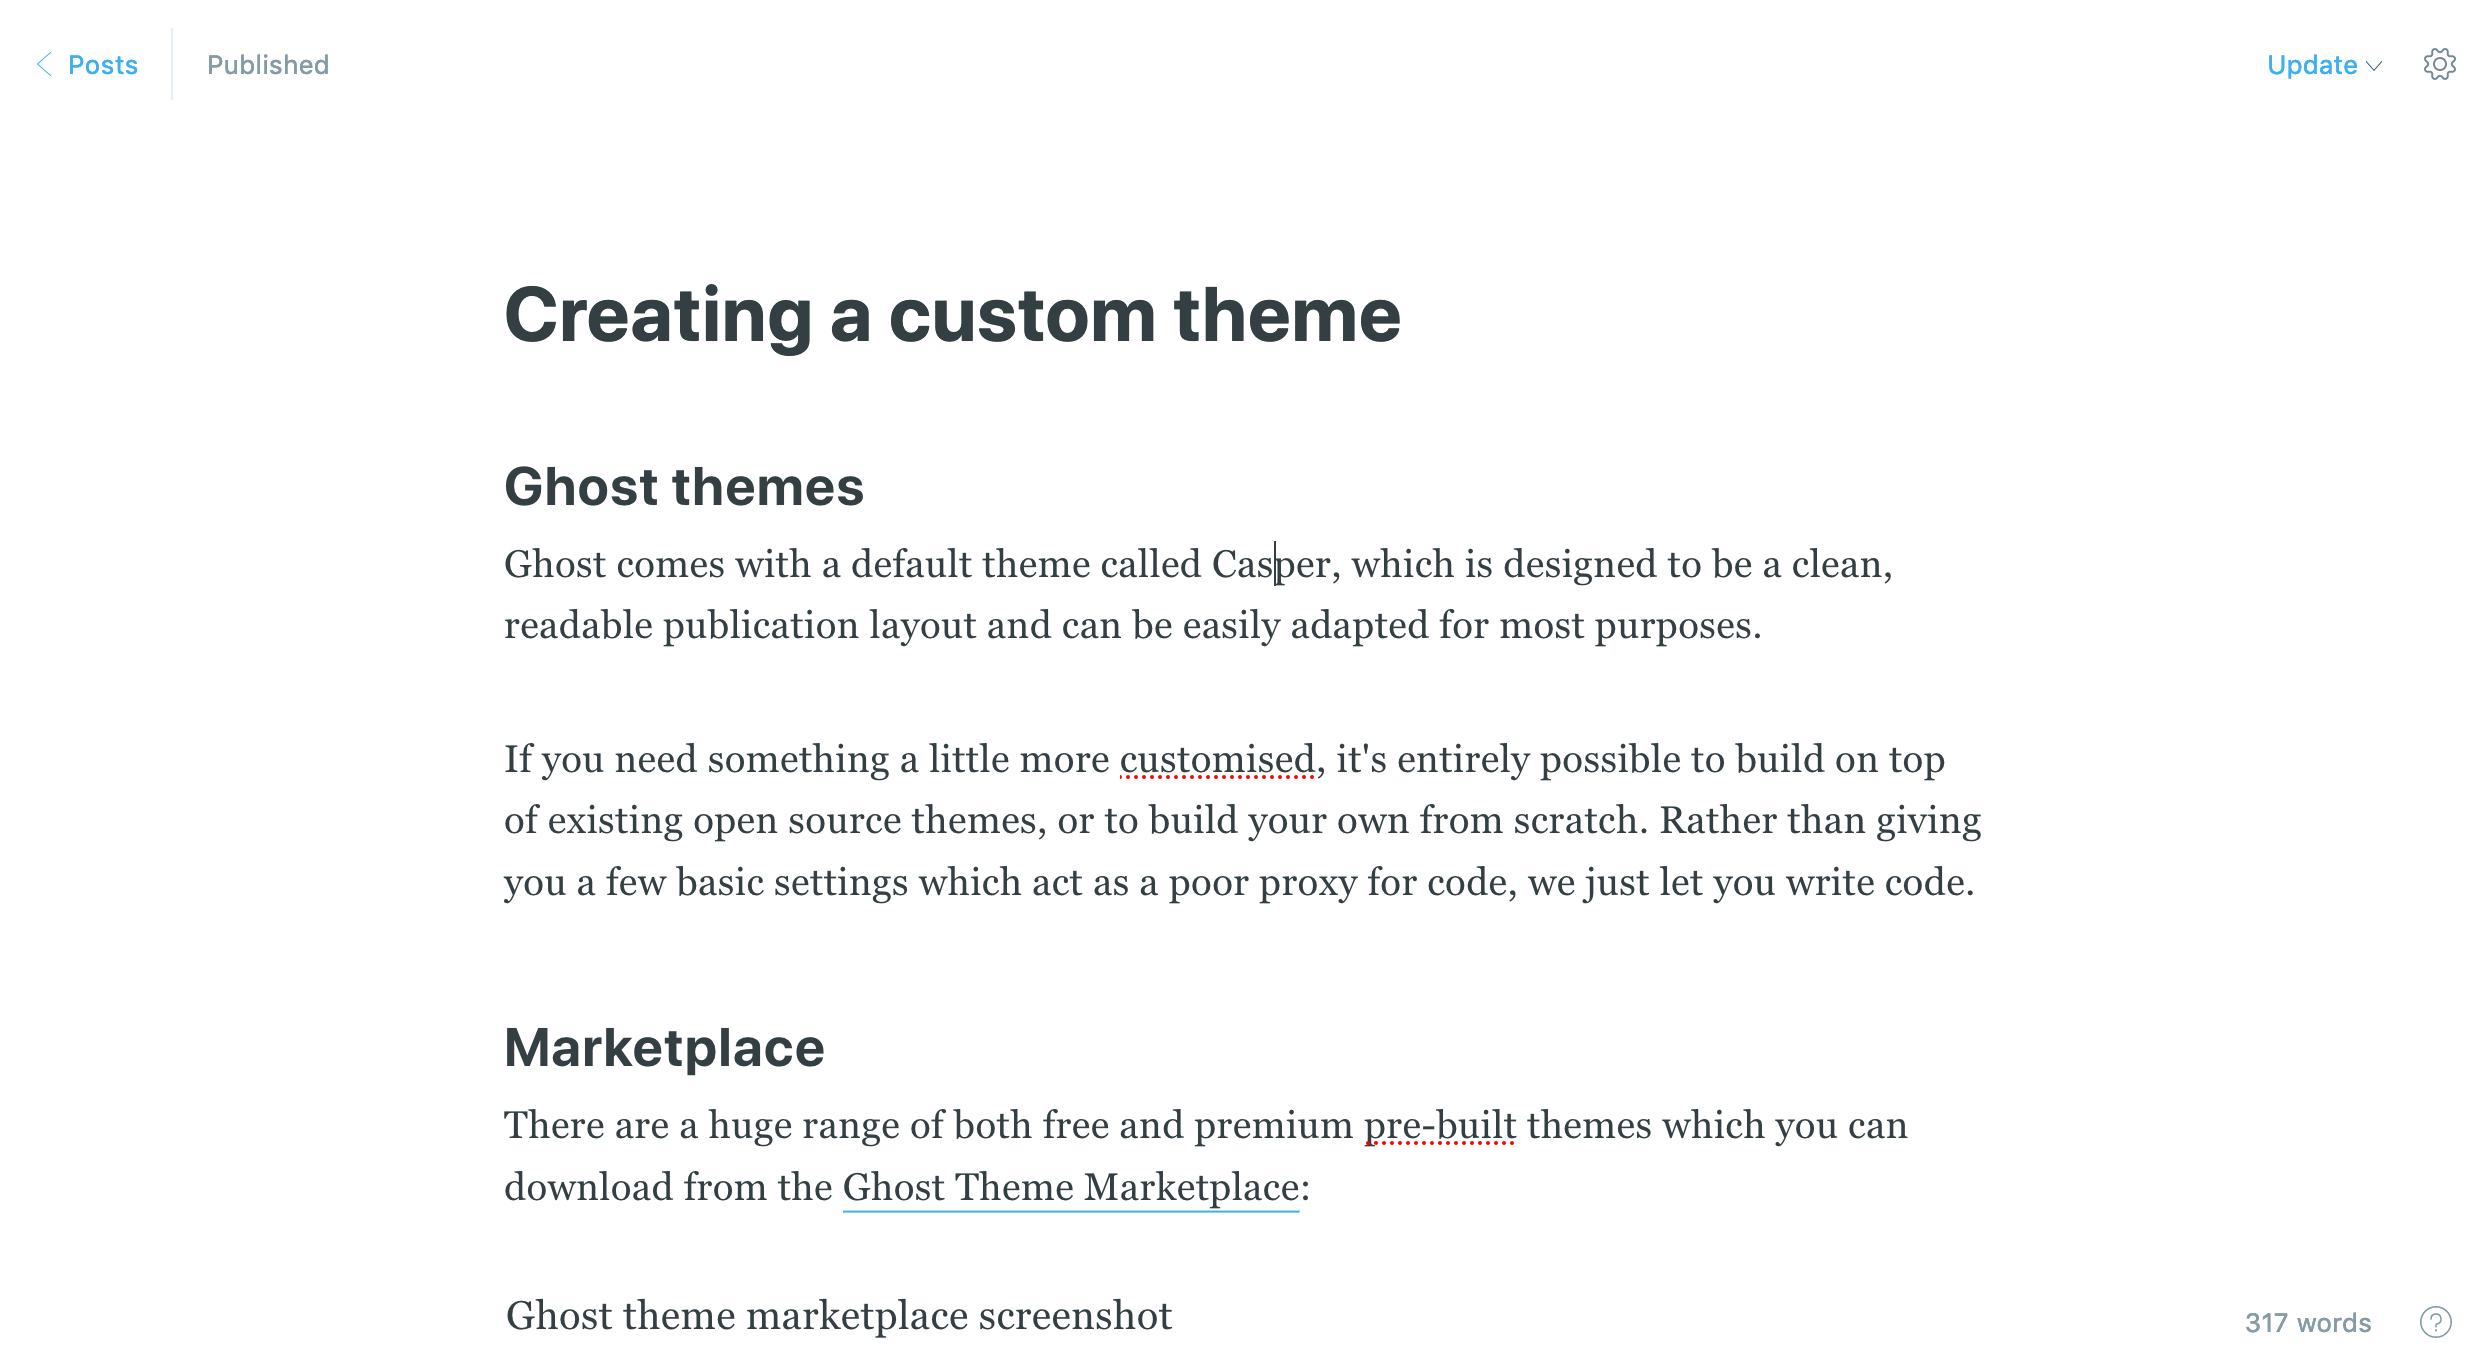 Posts
Published
Update
Creating a custom theme
Ghost themes
Ghost comes with a default theme called Casper, which is designed to be a clean,
readable publication layout and can be easily adapted for most purposes.
If you need something a little more customised, it's entirely possible to build on top
of existing open source themes, or to build your own from scratch. Rather than giving
you a few basic settings which act as a poor proxy for code, we just let you write code.
Marketplace
There are a huge range of both free and premium pre-built themes which you can
download from the Ghost Theme Marketplace:
Ghost theme marketplace screenshot
317 words
?